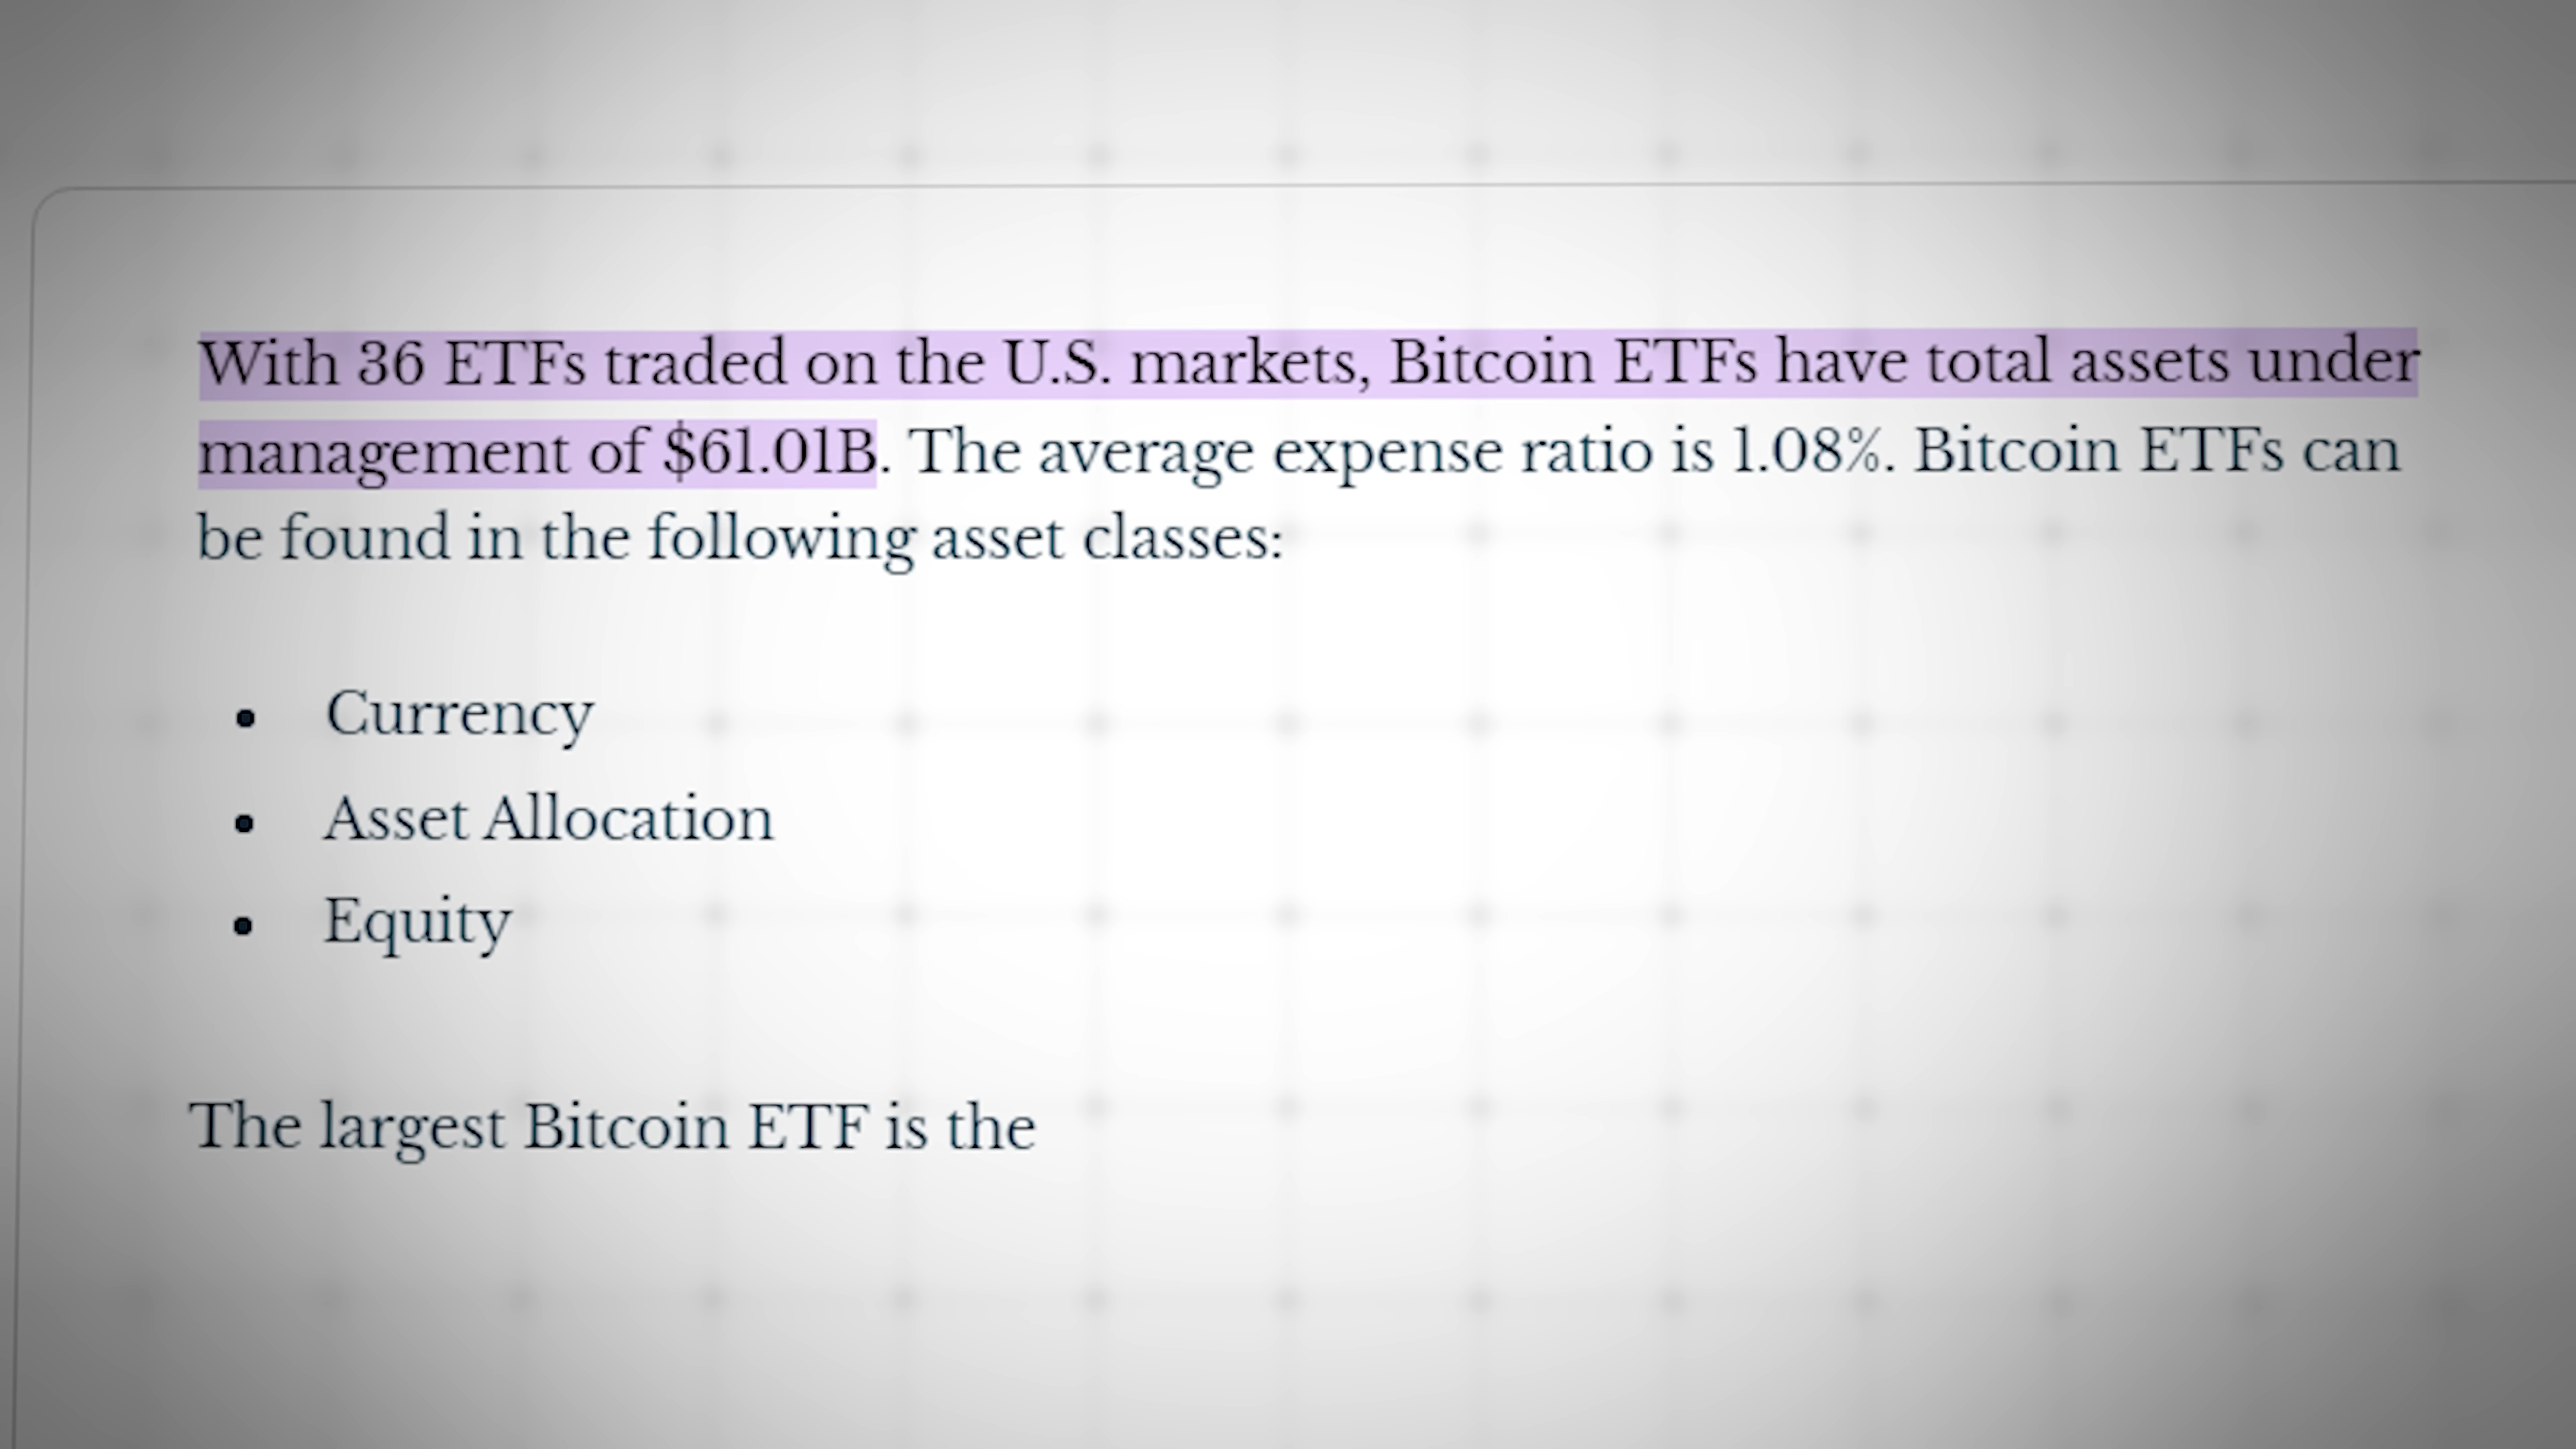 With 36 ETFs traded on the U.S. markets, Bitcoin ETFs have total assets under
management of $61.01B. The average expense ratio is 1.08%. Bitcoin ETFs can
be found in the following asset classes:
• Currency
• Asset Allocation
• Equity
The largest Bitcoin ETF is the